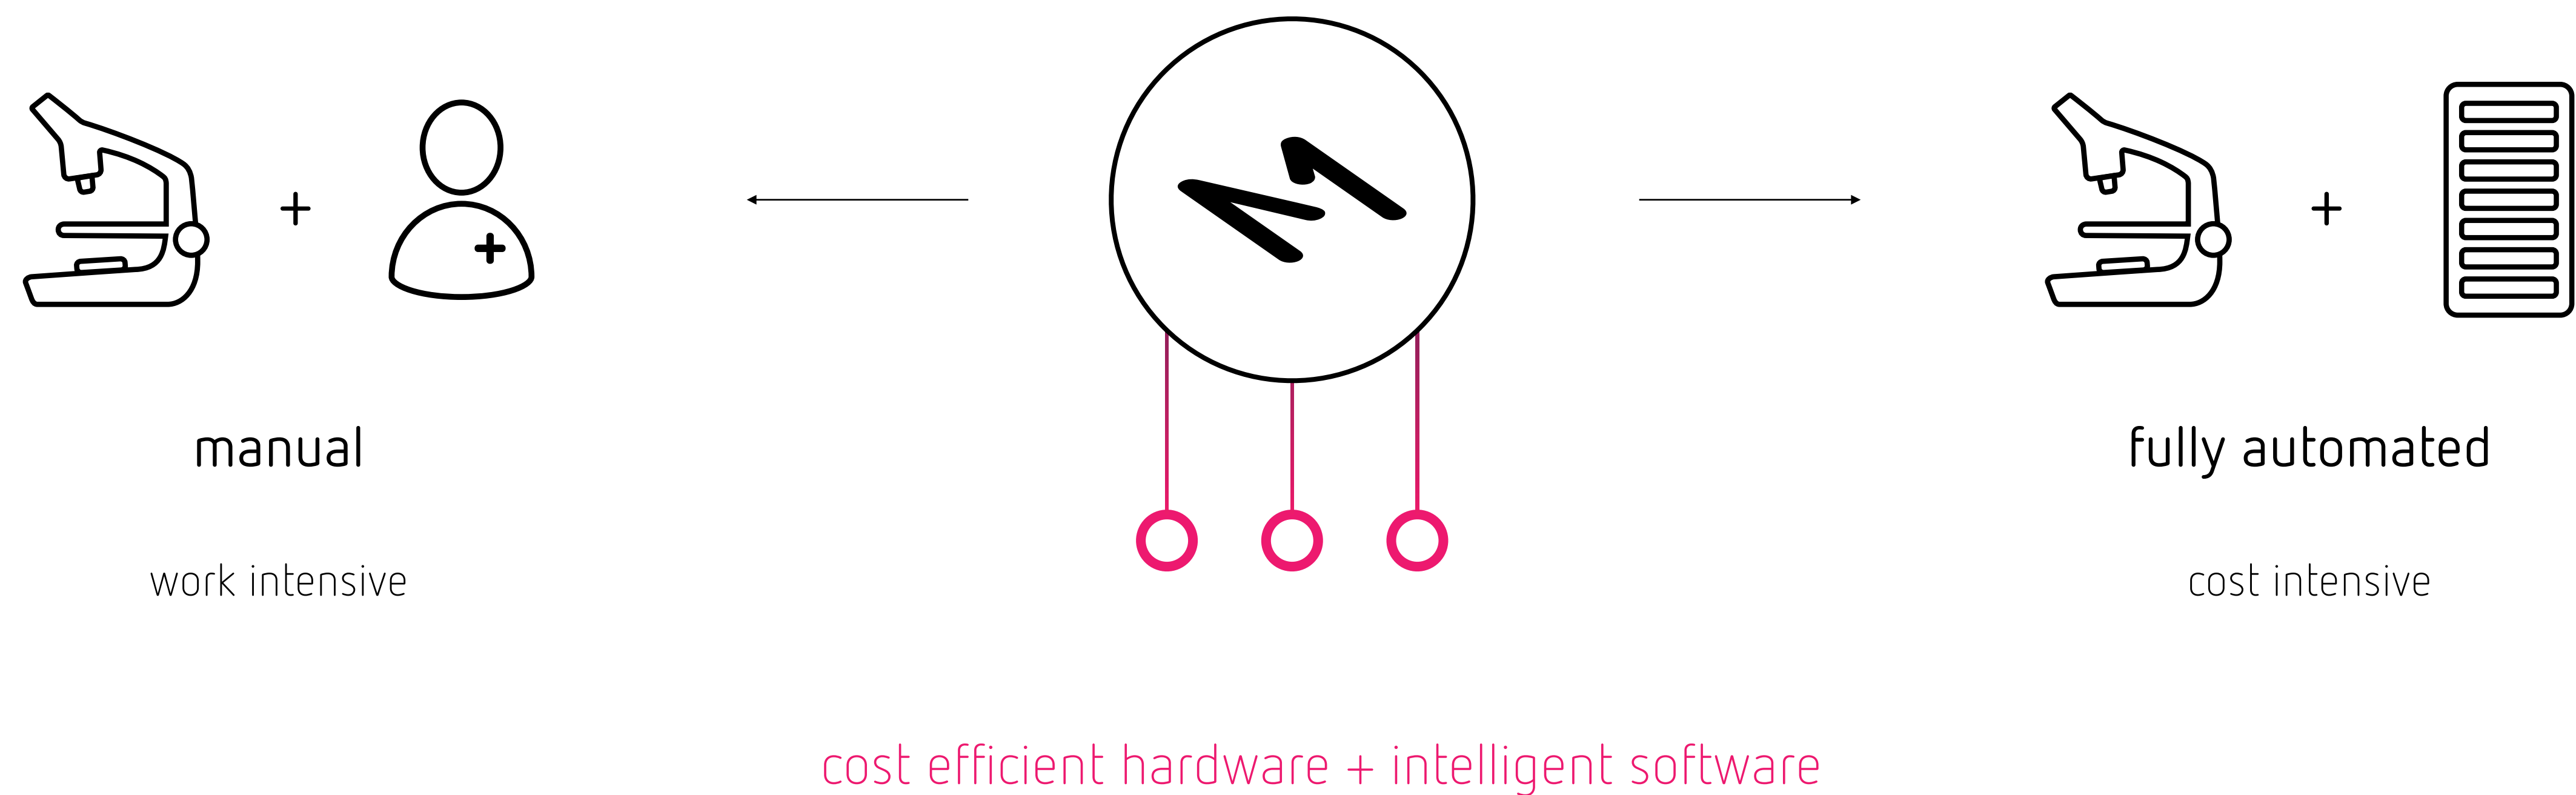 manual
fully automated
work intensive
cost intensive
cost efficient hardware + intelligent software